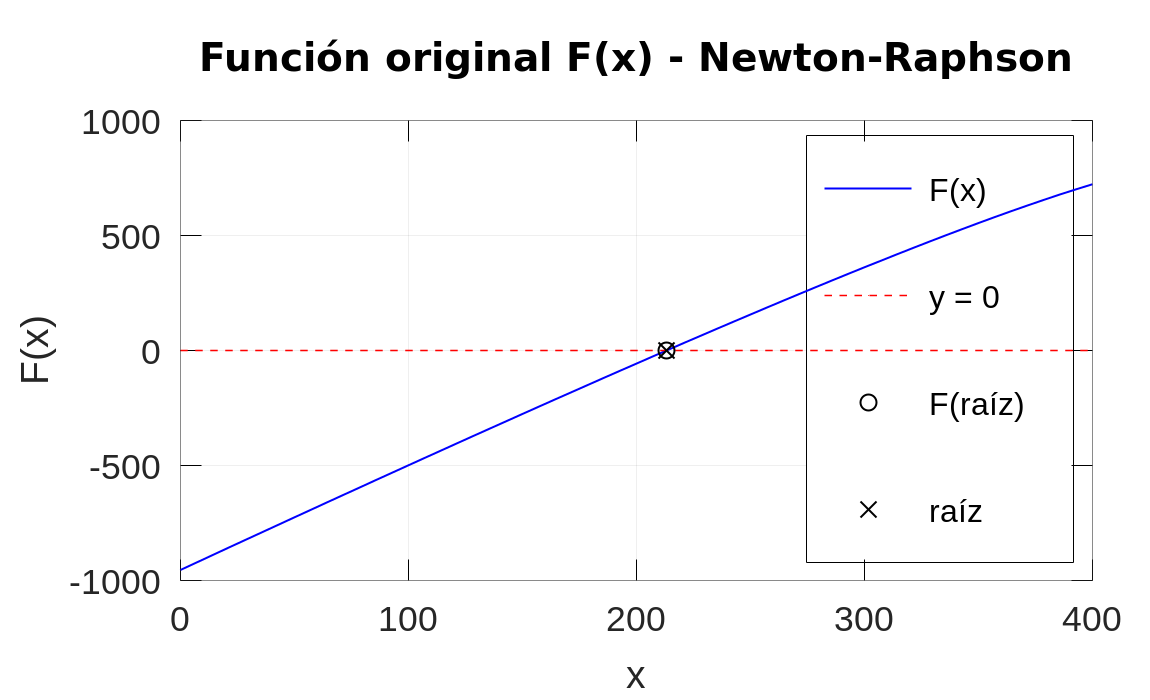 Función original F(x) - Newton-Raphson
1000
500
0
-500
-1000
F(x)
F(x)
y = 0
F(raíz)
raíz
0
100
200
300
400
x